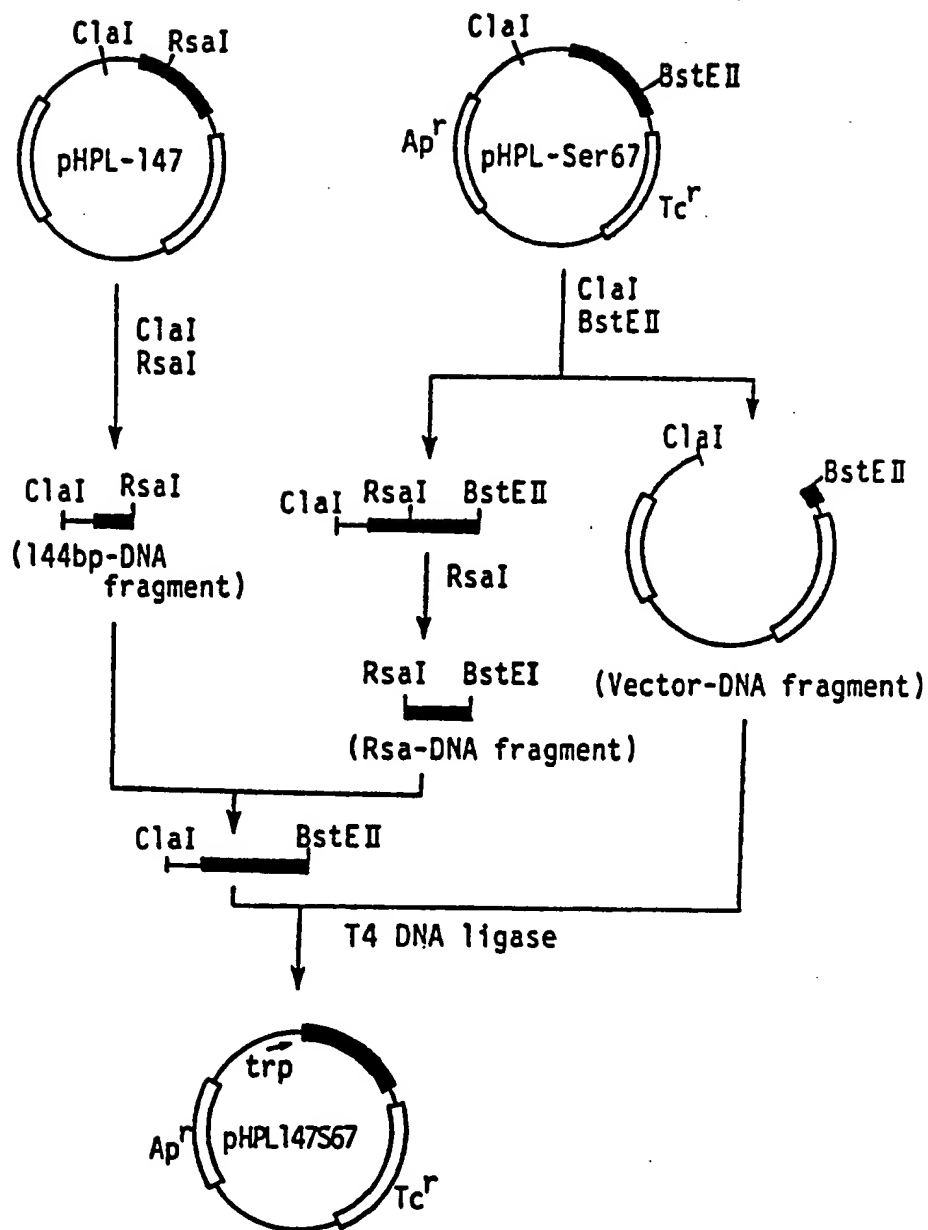 ClaI
RsaI
pHPL-147
ClaI
BstEII
Apr
pHPL-Ser67
Tcr
ClaI
RsaI
ClaI
BstEII
ClaI RsaI
(144bp-DNA
fragment)
ClaI RsaI BstEII
ClaI
BstEII
RsaI
RsaI BstEI
(Rsa-DNA fragment)
(Vector-DNA fragment)
ClaI BstEII
T4 DNA ligase
trp
Apr
pHPL147S67
Tcr